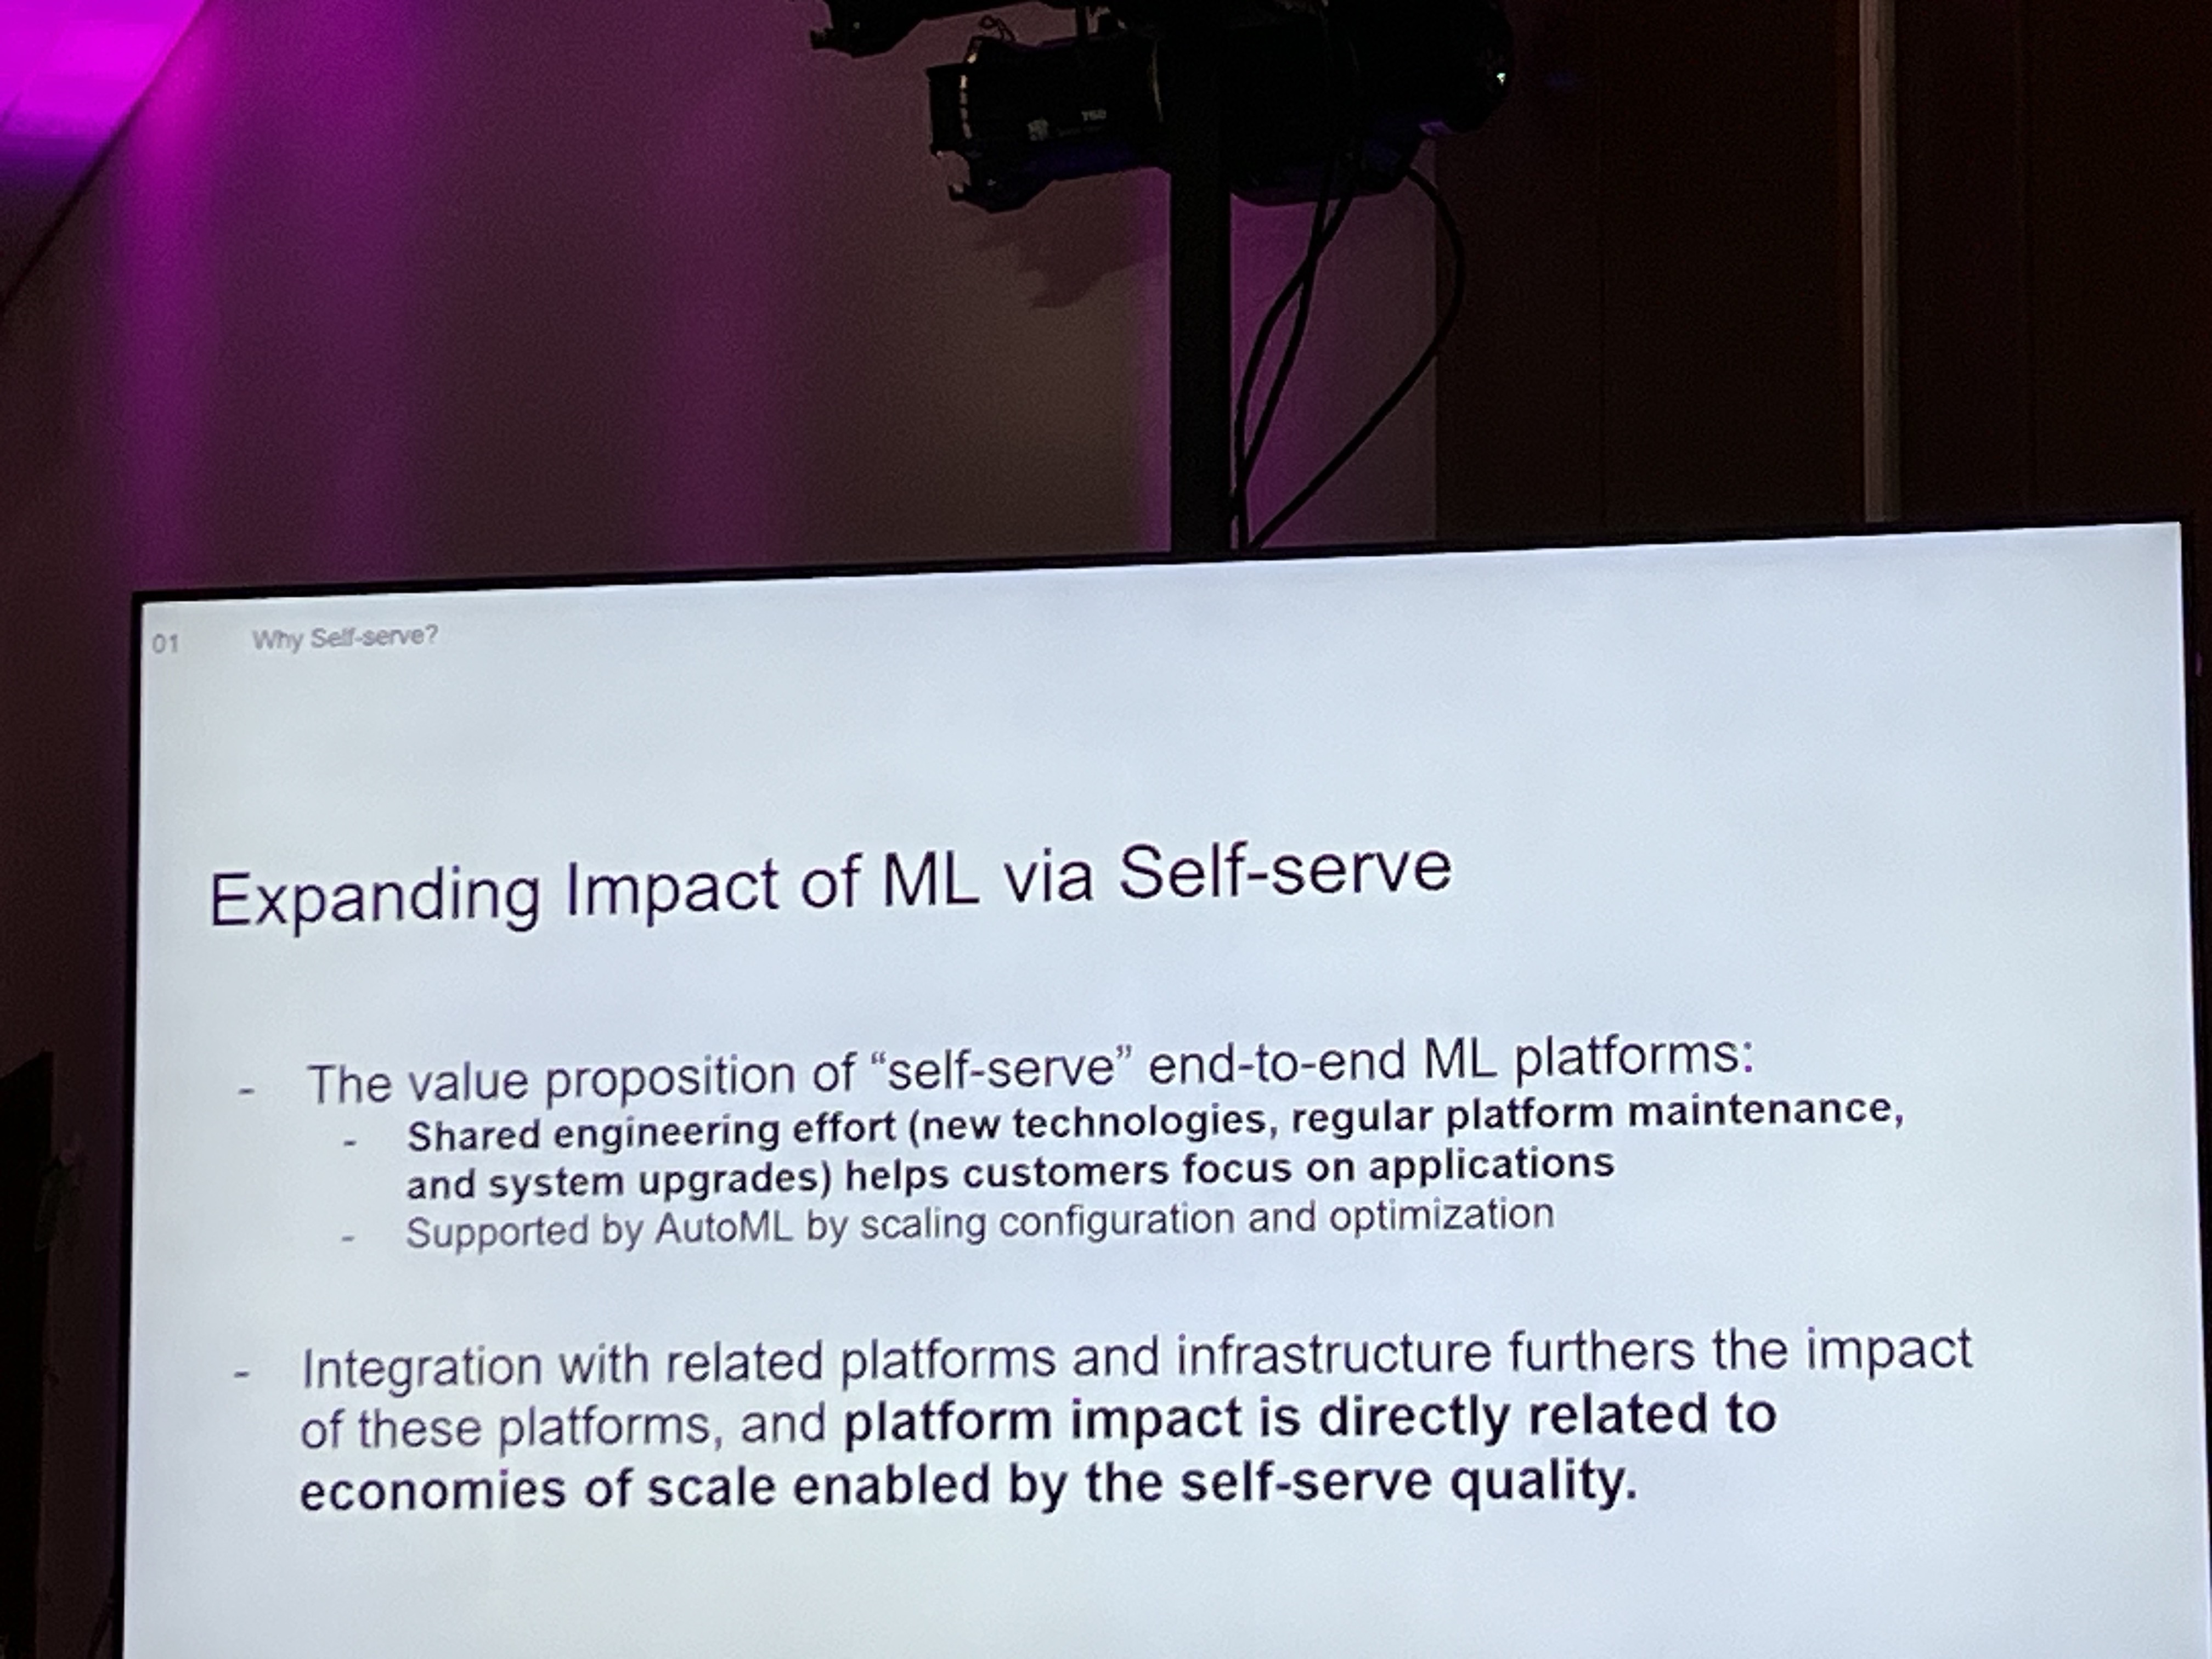 750
01 Why Self-serve?
Expanding Impact of ML via Self-serve
- The value proposition of “self-serve” end-to-end ML platforms:
- Shared engineering effort (new technologies, regular platform maintenance,
and system upgrades) helps customers focus on applications
- Supported by AutoML by scaling configuration and optimization
- Integration with related platforms and infrastructure furthers the impact
of these platforms, and platform impact is directly related to
economies of scale enabled by the self-serve quality.